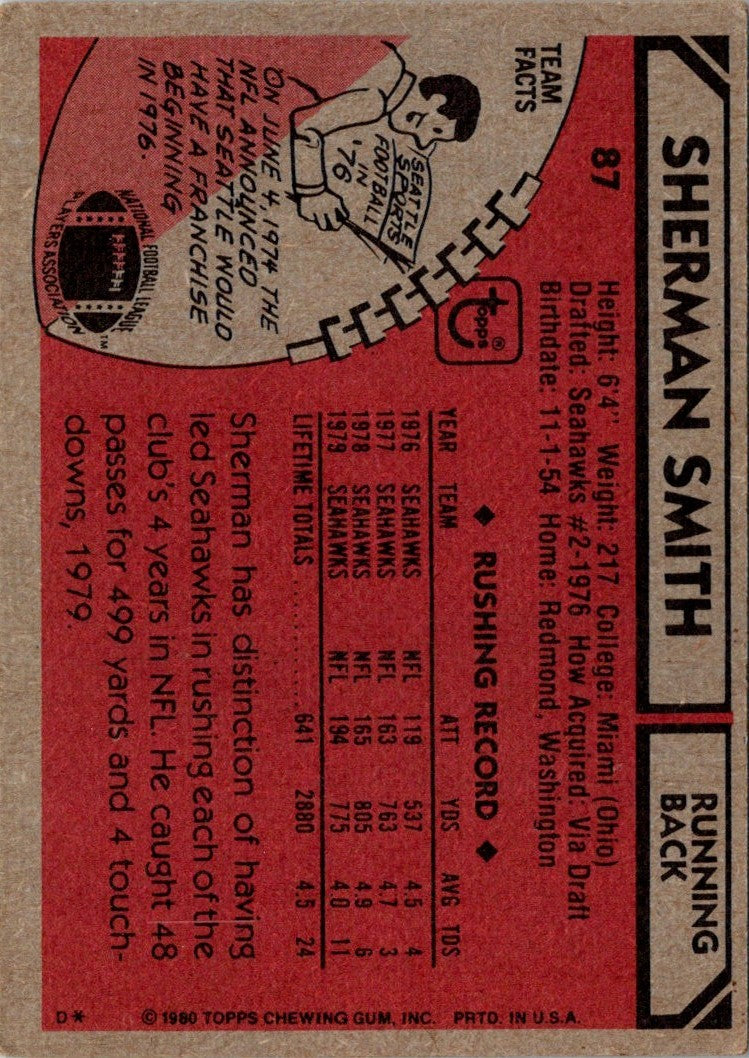 SHERMAN SMITH
RUNNING
BACK
87
Height: 6'4" Weight: 217 College: Miami (Ohio)
Drafted: Seahawks #2-1976 How Acquired: Via Draft
Birthdate: 11-1-54 Home: Redmond, Washington
TEAM
FACTS
SEATTLE
SPORTS
FOOTBALL
IN
'76
ON JUNE 4, 1974 THE
NFL ANNOUNCED
THAT SEATTLE WOULD
HAVE A FRANCHISE
BEGINNING
IN 1976.
NATIONAL FOOTBALL LEAGUE
PLAYERS ASSOCIATION
TM
topps®
◆ RUSHING RECORD ◆
YEAR TEAM ATT YDS AVG TDS
1976 SEAHAWKS NFL 119 537 4.5 4
1977 SEAHAWKS NFL 163 763 4.7 3
1978 SEAHAWKS NFL 165 805 4.9 6
1979 SEAHAWKS NFL 194 775 4.0 11
LIFETIME TOTALS .......... 641 2880 4.5 24
Sherman has distinction of having
led Seahawks in rushing each of the
club's 4 years in NFL. He caught 48
passes for 499 yards and 4 touch-
downs, 1979.
D* © 1980 TOPPS CHEWING GUM, INC. PRTD. IN U.S.A.